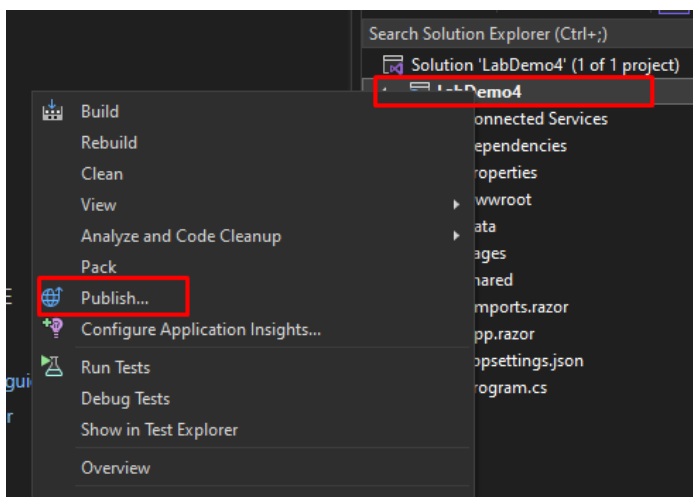 Search Solution Explorer (Ctrl+;)
Solution 'LabDemo4' (1 of 1 project)
LabDemo4
Build
onnected Services
Rebuild
ependencies
Clean
roperties
View
wwroot
ata
Analyze and Code Cleanup
ages
Pack
nared
Publish...
mports.razor
Configure Application Insights...
pp.razor
Run Tests
ppsettings.json
gui
rogram.cs
Debug Tests
r
Show in Test Explorer
Overview